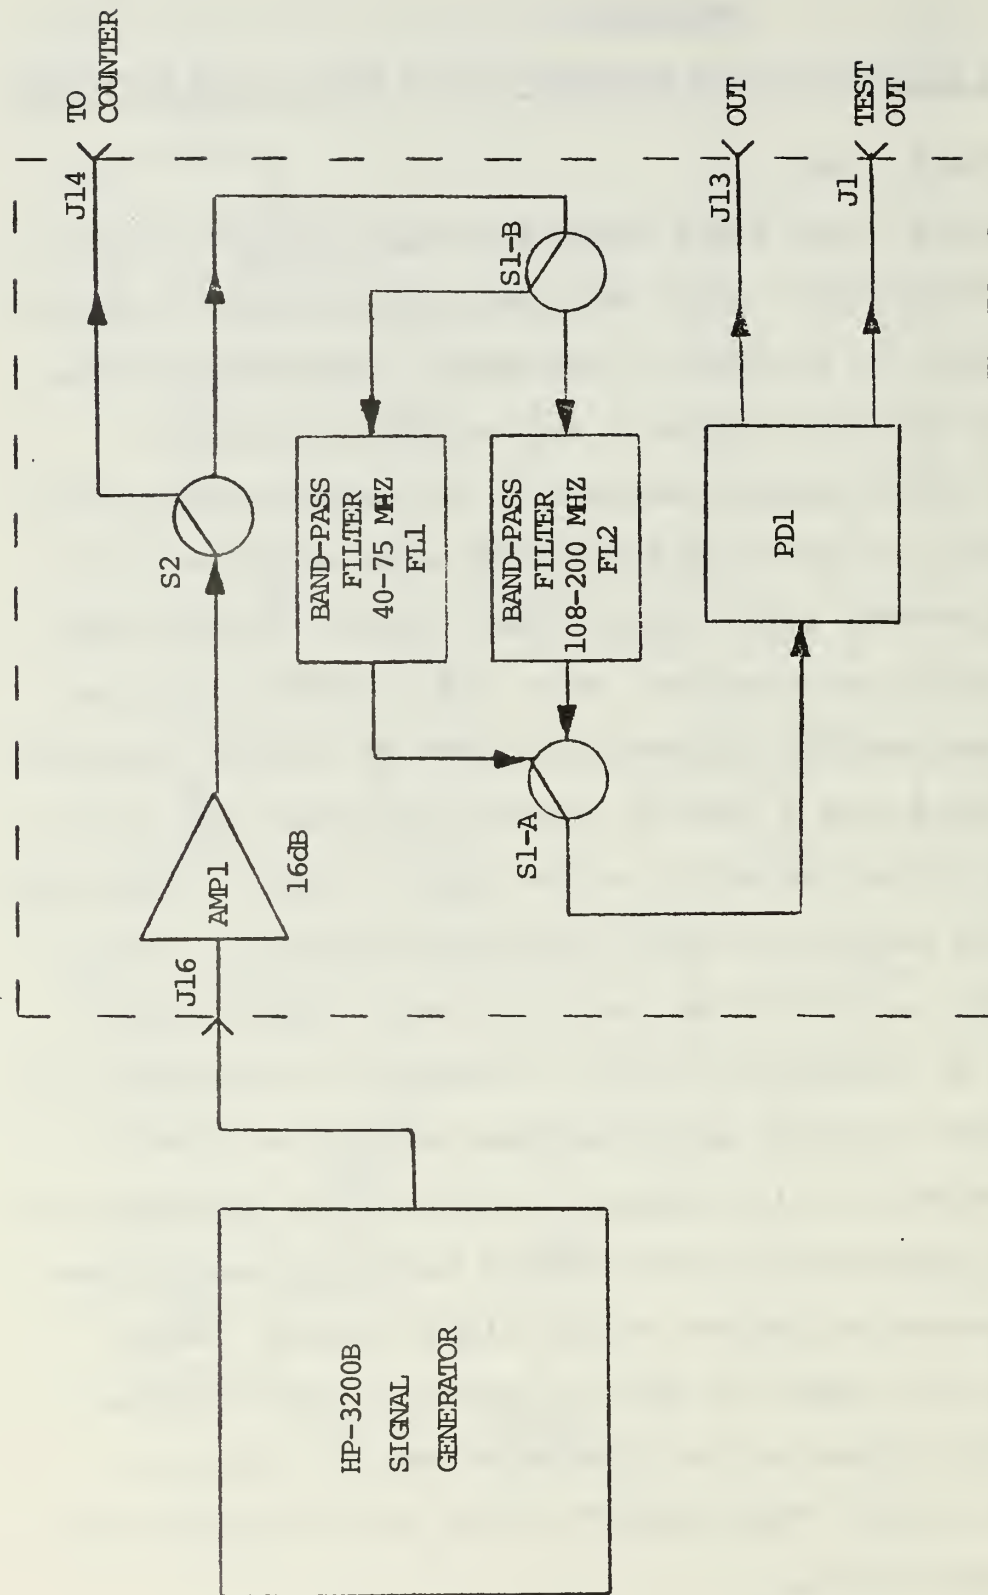 HP-3200B
SIGNAL
GENERATOR
J16
AMP1
16dB
S2
J14
TO
COUNTER
BAND-PASS
FILTER
40-75 MHZ
FL1
S1-B
BAND-PASS
FILTER
108-200 MHZ
FL2
S1-A
PD1
J13
OUT
J1
TEST
OUT